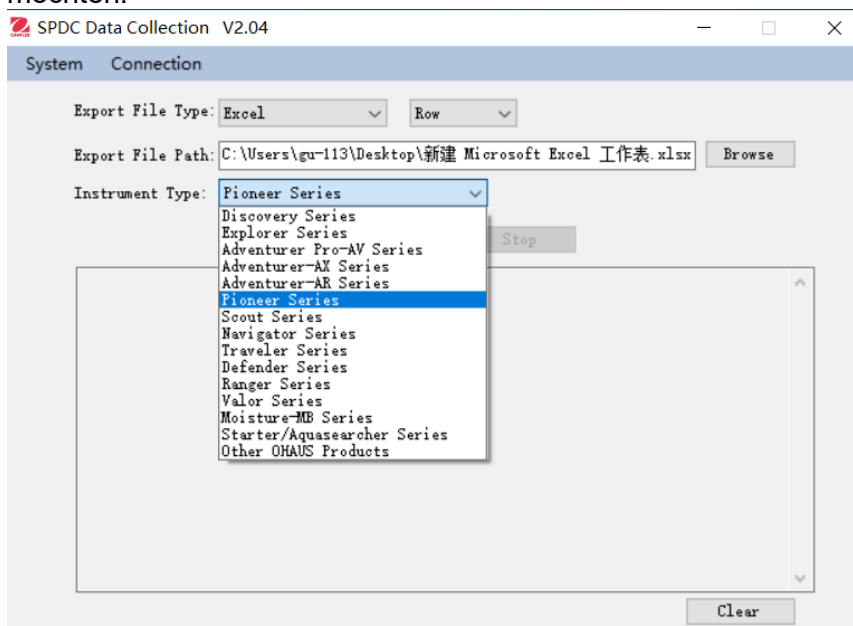 möchten.
OHAUS SPDC Data Collection V2.04
System Connection
Export File Type: Excel Row
Export File Path: C:\Users\gu-113\Desktop\新建 Microsoft Excel 工作表.xlsx Browse
Instrument Type: Pioneer Series
Discovery Series
Explorer Series
Stop
Adventurer Pro-AV Series
Adventurer-AX Series
Adventurer-AR Series
Pioneer Series
Scout Series
Navigator Series
Traveler Series
Defender Series
Ranger Series
Valor Series
Moisture-MB Series
Starter/Aquasearcher Series
Other OHAUS Products
Clear